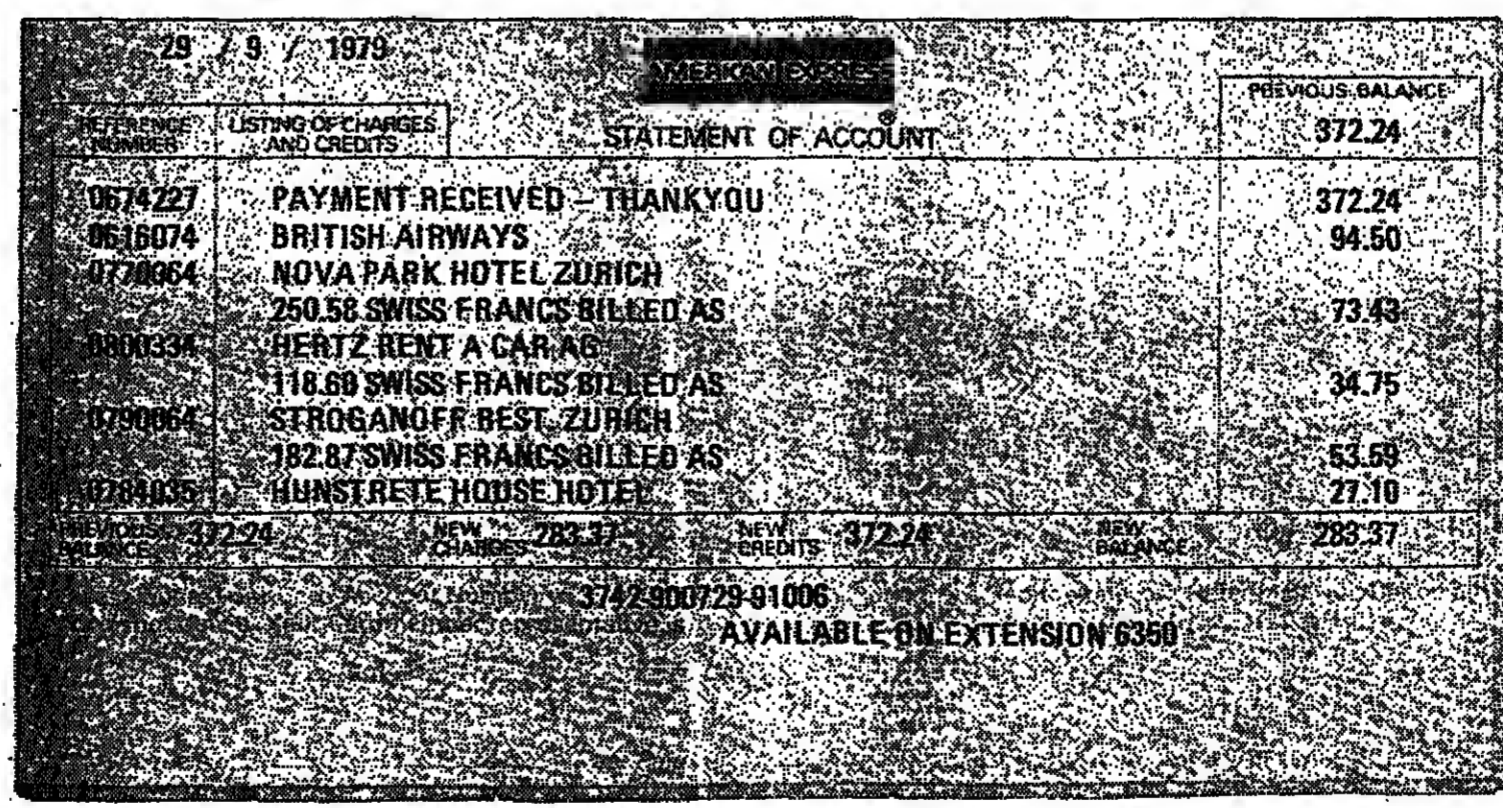 29 / 9 / 1979
AMERICAN EXPRESS
®
PREVIOUS BALANCE
372.24
REFERENCE NUMBER
LISTING OF CHARGES AND CREDITS
STATEMENT OF ACCOUNT
0674227 PAYMENT RECEIVED – THANKYOU 372.24
0616074 BRITISH AIRWAYS 94.50
0770064 NOVA PARK HOTEL ZURICH
250.58 SWISS FRANCS BILLED AS 73.43
0800334 HERTZ RENT A CAR AG
118.60 SWISS FRANCS BILLED AS 34.75
0790064 STROGANOFF REST. ZURICH
182.87 SWISS FRANCS BILLED AS 53.59
0784035 HUNSTRETE HOUSE HOTEL 27.10
PREVIOUS BALANCE 372.24 NEW CHARGES 283.37 NEW CREDITS 372.24 NEW BALANCE 283.37
3742-900729-91006
AVAILABLE ON EXTENSION 6350